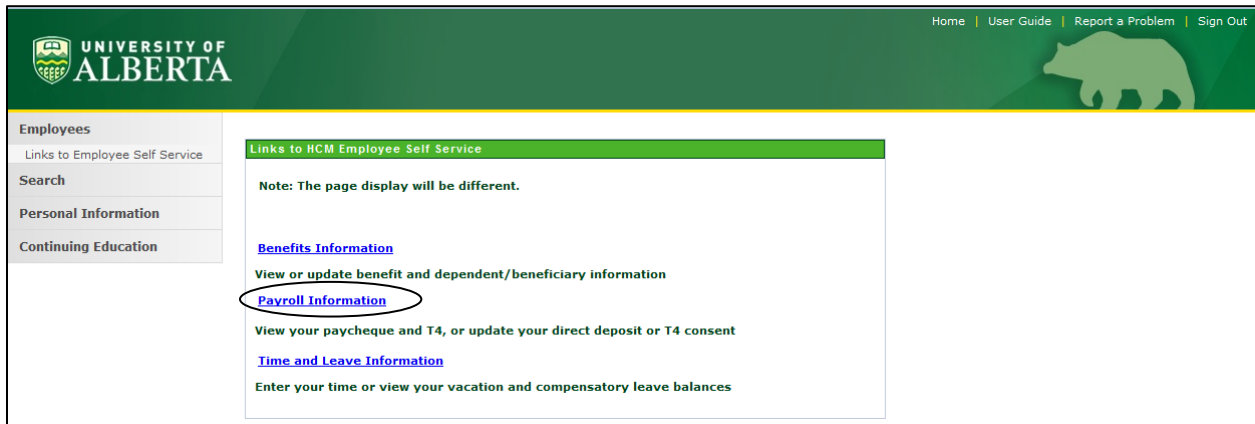 Home | User Guide | Report a Problem | Sign Out
UNIVERSITY OF
ALBERTA
Employees
Links to Employee Self Service
Search
Personal Information
Continuing Education
Links to HCM Employee Self Service
Note: The page display will be different.
Benefits Information
View or update benefit and dependent/beneficiary information
Payroll Information
View your paycheque and T4, or update your direct deposit or T4 consent
Time and Leave Information
Enter your time or view your vacation and compensatory leave balances